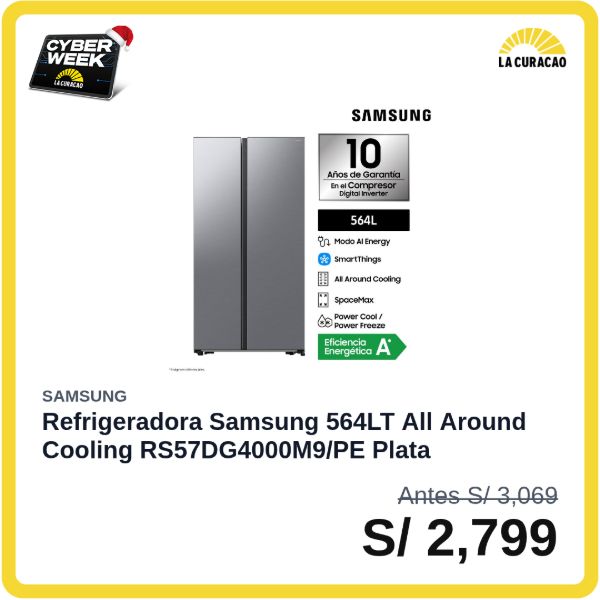 CYBER
WEEK
LA CURACAO
LA CURACAO
SAMSUNG
10
Años de Garantía
En el Compresor
Digital Inverter
564L
Modo AI Energy
SmartThings
All Around Cooling
SpaceMax
Power Cool /
Power Freeze
Eficiencia
Energética A*
SAMSUNG
Refrigeradora Samsung 564LT All Around
Cooling RS57DG4000M9/PE Plata
Antes S/ 3,069
S/ 2,799